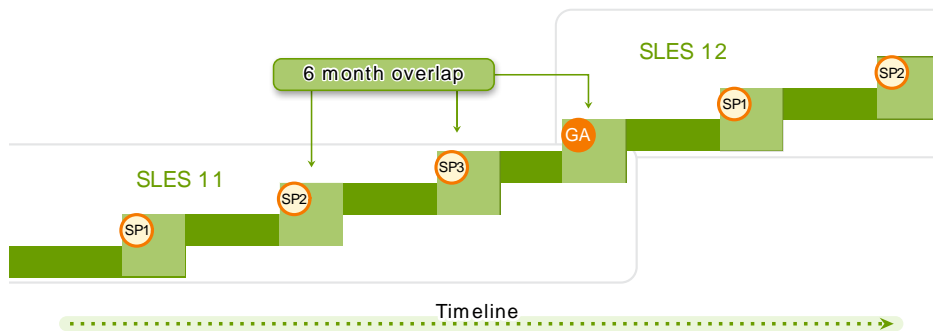 SLES 12
6 month overlap
SP2
SP1
GA
SP3
SLES 11
SP2
SP1
Timeline